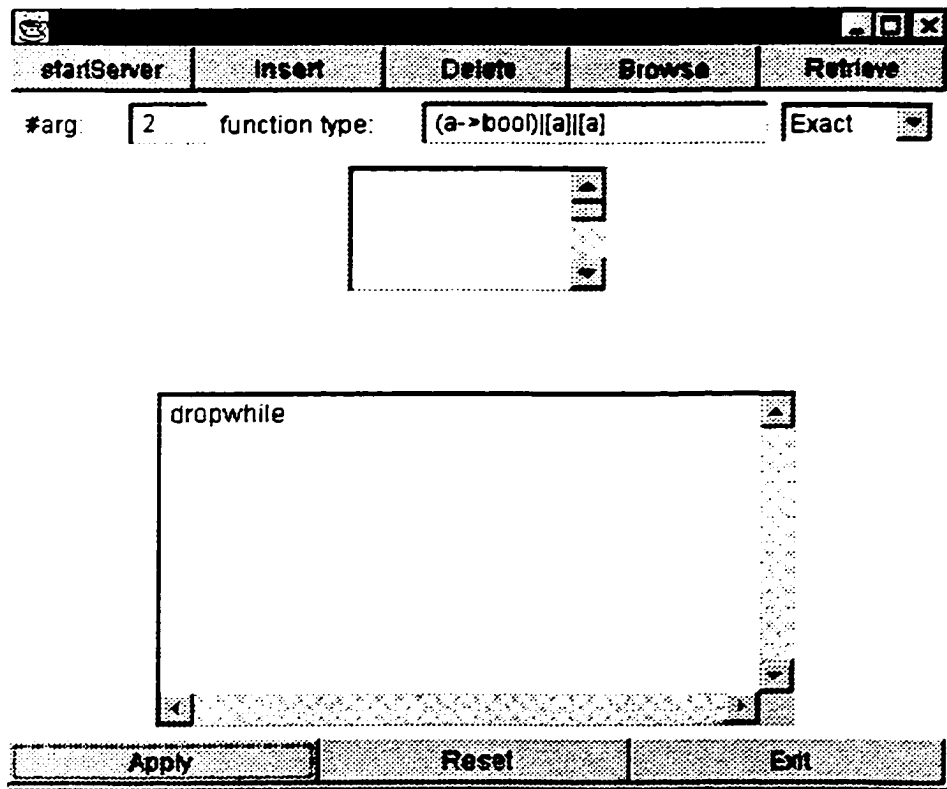 startServer Insert Delete Browse Retrieve
#arg: 2 function type: (a->bool)|[a]|[a] Exact
dropwhile
Apply Reset Exit